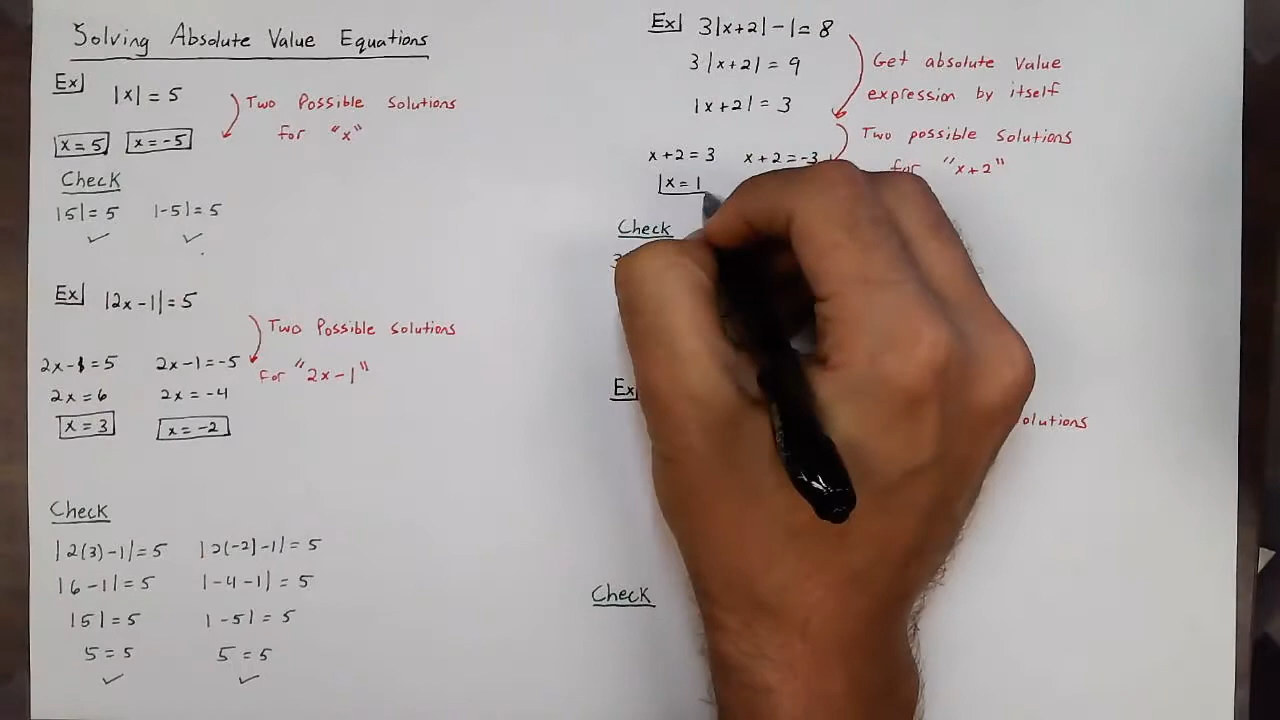 Solving Absolute Value Equations
Ex
|x| = 5
Two Possible Solutions
for "x"
x = 5 x = -5
Check
|5| = 5 |-5| = 5
Ex
|2x - 1| = 5
Two Possible Solutions
for "2x - 1"
2x - 1 = 5 2x - 1 = -5
2x = 6 2x = -4
x = 3 x = -2
Check
|2(3) - 1| = 5 |2(-2) - 1| = 5
|6 - 1| = 5 |-4 - 1| = 5
|5| = 5 |-5| = 5
5 = 5 5 = 5
Ex
3|x+2| - 1 = 8
3|x+2| = 9
|x+2| = 3
Get absolute value
expression by itself
Two possible solutions
for "x+2"
x + 2 = 3 x + 2 = -3
x = 1
Check
Ex
olutions
Check